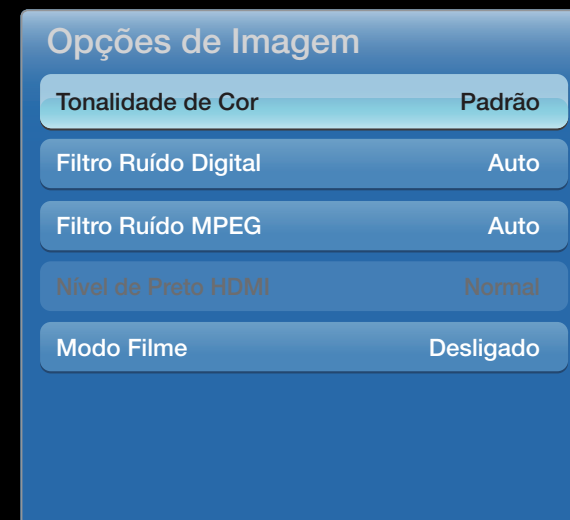 Opções de Imagem
Tonalidade de Cor Padrão
Filtro Ruído Digital Auto
Filtro Ruído MPEG Auto
Nível de Preto HDMI Normal
Modo Filme Desligado